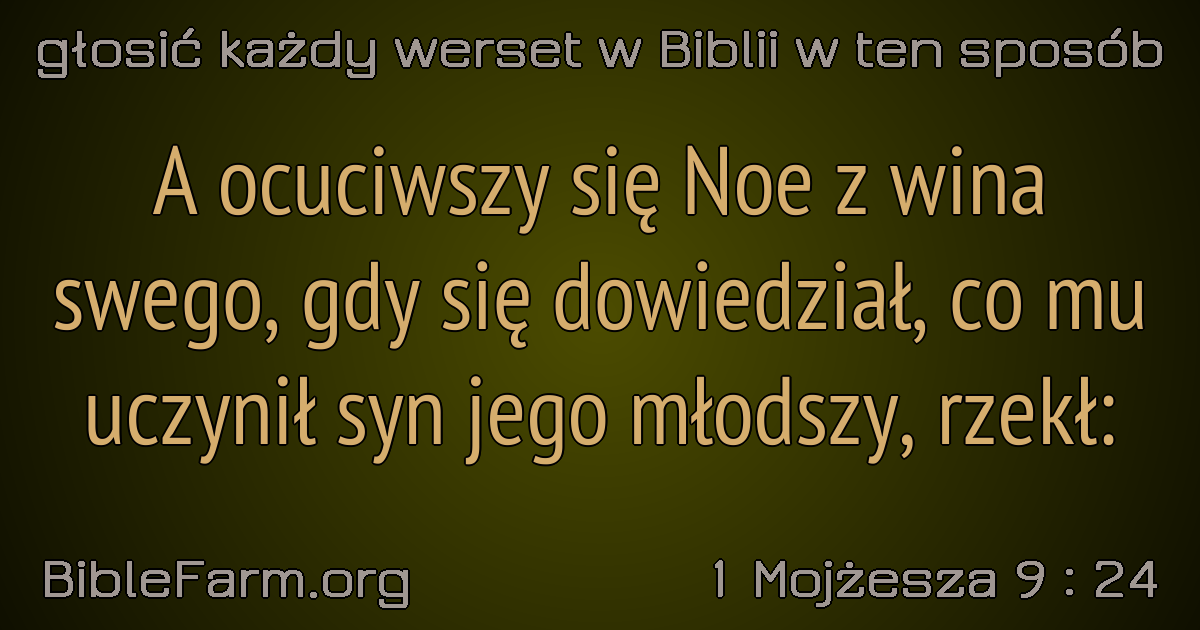 głosić każdy werset w Biblii w ten sposób
A ocuciwszy się Noe z wina
swego, gdy się dowiedział, co mu
uczynił syn jego młodszy, rzekł:
BibleFarm.org
1 Mojżesza 9 : 24